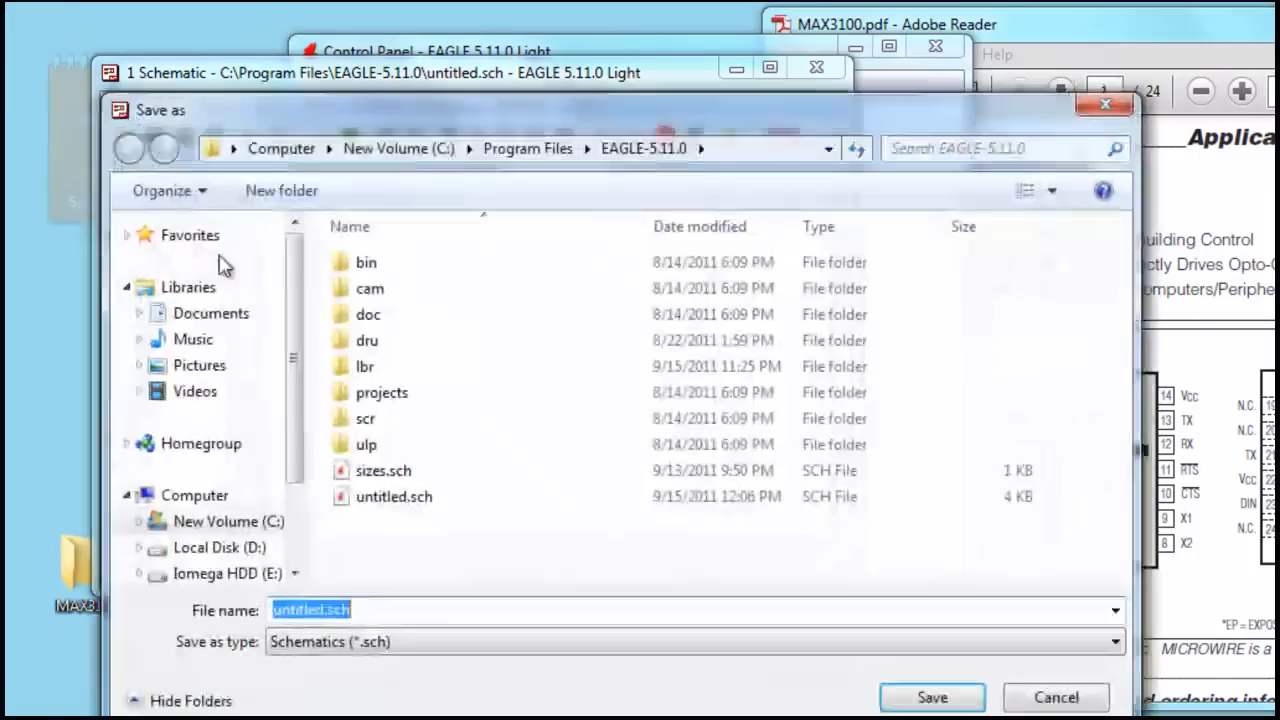 MAX3100.pdf - Adobe Reader
Control Panel - EAGLE 5.11.0 Light
Help
1 Schematic - C:\Program Files\EAGLE-5.11.0\untitled.sch - EAGLE 5.11.0 Light
/ 24
Save as
Applica
Computer New Volume (C:) Program Files EAGLE-5.11.0
Search EAGLE-5.11.0
Organize New folder
Name Date modified Type Size
Favorites
Libraries
Documents
Music
Pictures
Videos
Homegroup
Computer
New Volume (C:)
Local Disk (D:)
Iomega HDD (E:)
bin 8/14/2011 6:09 PM File folder
cam 8/14/2011 6:09 PM File folder
doc 8/14/2011 6:09 PM File folder
dru 8/22/2011 1:59 PM File folder
lbr 9/15/2011 11:25 PM File folder
projects 8/14/2011 6:09 PM File folder
scr 8/14/2011 6:09 PM File folder
ulp 8/14/2011 6:09 PM File folder
sizes.sch 9/13/2011 9:50 PM SCH File 1 KB
untitled.sch 9/15/2011 12:06 PM SCH File 4 KB
File name: untitled.sch
Save as type: Schematics (*.sch)
Hide Folders
Save Cancel
MAX3
uilding Control
ctly Drives Opto-
omputers/Periphe
14 Vcc
13 TX
12 RX
11 RTS
10 CTS
9 X1
8 X2
N.C.
N.C.
TX
Vcc
DIN
N.C.
*EP = EXPOS
MICROWIRE is a
d ordering info